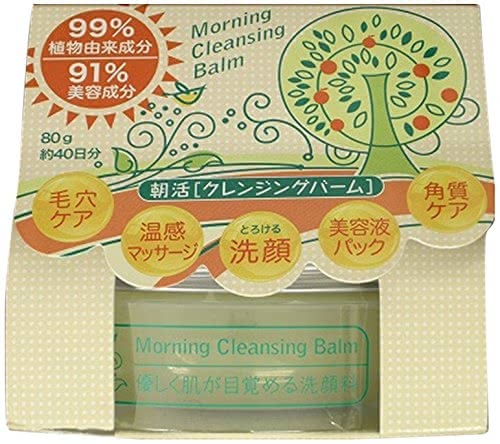 99%
植物由来成分
91%
美容成分
Morning
Cleansing
Balm
80g
約40日分
朝活[クレンジングバーム]
毛穴
ケア
温感
マッサージ
とろける
洗顔
美容液
パック
角質
ケア
Morning Cleansing Balm
優しく肌が目覚める洗顔料